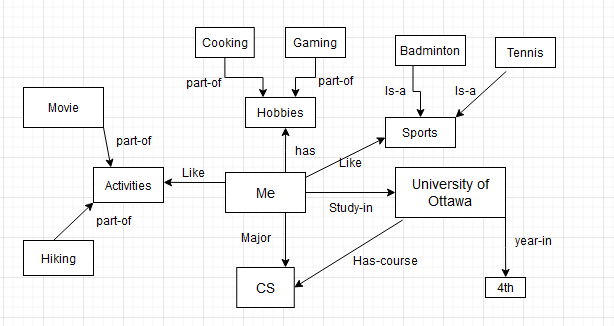 Cooking
Gaming
Badminton
Tennis
part-of
part-of
Is-a
Is-a
Movie
Hobbies
Sports
part-of
has
Like
Like
Activities
Me
University of
Ottawa
Study-in
part-of
Major
year-in
Hiking
Has-course
CS
4th